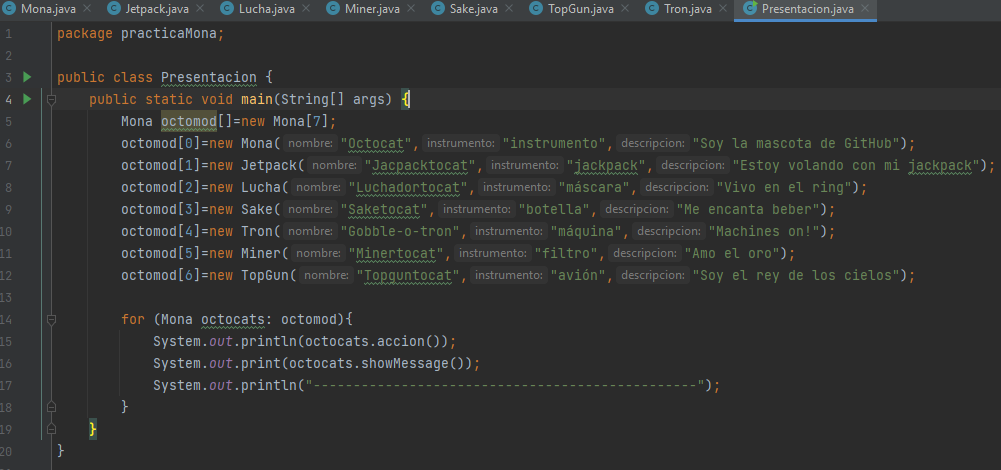 Mona.java Jetpack.java Lucha.java Miner.java Sake.java TopGun.java Tron.java Presentacion.java
1 package practicaMona;
2
3 public class Presentacion {
4 public static void main(String[] args) {
5 Mona octomod[]=new Mona[7];
6 octomod[0]=new Mona( nombre: "Octocat", instrumento: "instrumento", descripcion: "Soy la mascota de GitHub");
7 octomod[1]=new Jetpack( nombre: "Jacpacktocat", instrumento: "jackpack", descripcion: "Estoy volando con mi jackpack");
8 octomod[2]=new Lucha( nombre: "Luchadortocat", instrumento: "máscara", descripcion: "Vivo en el ring");
9 octomod[3]=new Sake( nombre: "Saketocat", instrumento: "botella", descripcion: "Me encanta beber");
10 octomod[4]=new Tron( nombre: "Gobble-o-tron", instrumento: "máquina", descripcion: "Machines on!");
11 octomod[5]=new Miner( nombre: "Minertocat", instrumento: "filtro", descripcion: "Amo el oro");
12 octomod[6]=new TopGun( nombre: "Topguntocat", instrumento: "avión", descripcion: "Soy el rey de los cielos");
13
14 for (Mona octocats: octomod){
15 System.out.println(octocats.accion());
16 System.out.print(octocats.showMessage());
17 System.out.println("------------------------------------------------");
18 }
19 }
20 }